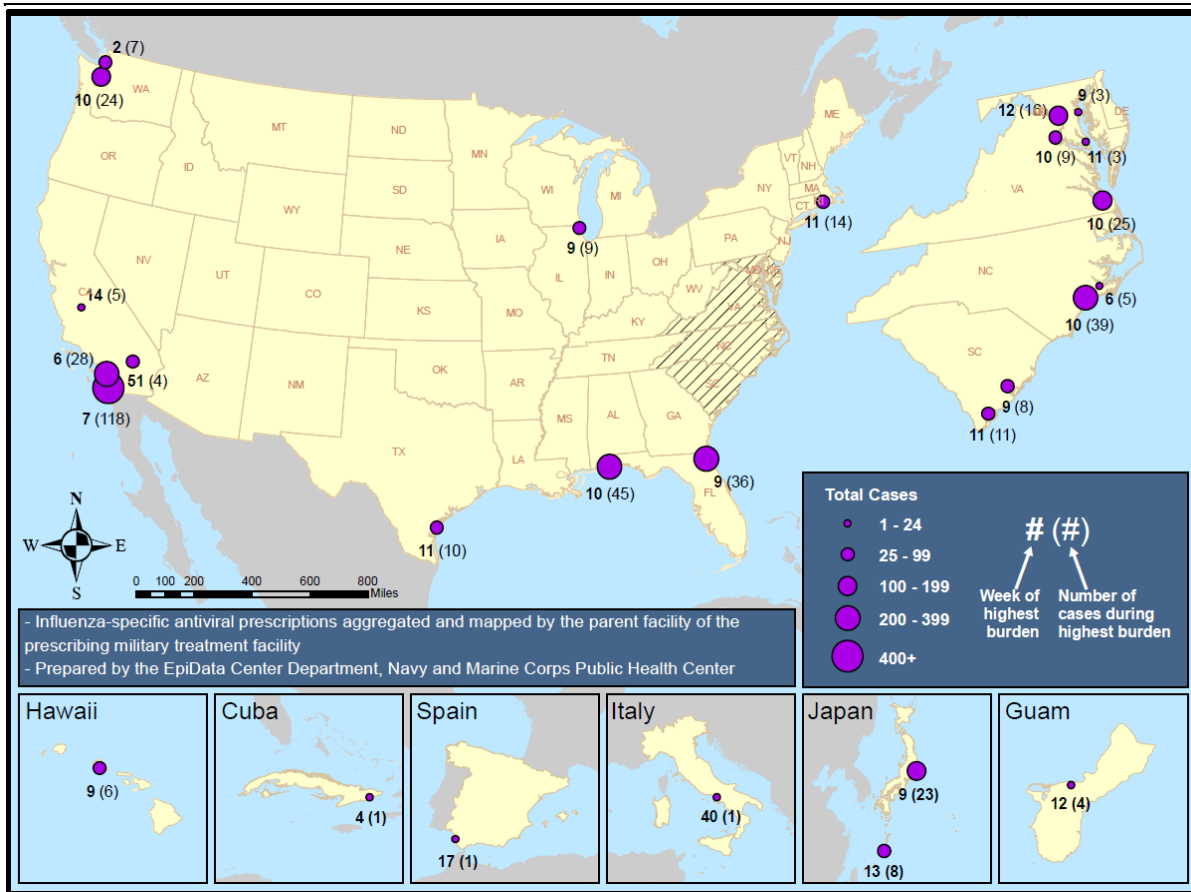 2 (7)
10 (24)
WA
MT
ND
MN
ME
OR
ID
WY
SD
WI
MI
VT
NH
NY
MA
CT
RI
11 (14)
NV
UT
CO
NE
IA
9 (9)
IL
IN
OH
PA
NJ
MD
DE
WV
VA
CA
14 (5)
KS
MO
KY
NC
TN
SC
6 (28)
51 (4)
7 (118)
AZ
NM
OK
AR
MS
AL
GA
TX
LA
10 (45)
9 (36)
FL
11 (10)
12 (16)
9 (3)
DE
10 (9)
11 (3)
VA
10 (25)
NC
6 (5)
10 (39)
SC
9 (8)
11 (11)
N
W
E
S
0 100 200 400 600 800
Miles
- Influenza-specific antiviral prescriptions aggregated and mapped by the parent facility of the
prescribing military treatment facility
- Prepared by the EpiData Center Department, Navy and Marine Corps Public Health Center
Total Cases
1 - 24
25 - 99
100 - 199
200 - 399
400+
# (#)
Week of
highest
burden
Number of
cases during
highest burden
Hawaii
9 (6)
Cuba
4 (1)
Spain
17 (1)
Italy
40 (1)
Japan
9 (23)
13 (8)
Guam
12 (4)